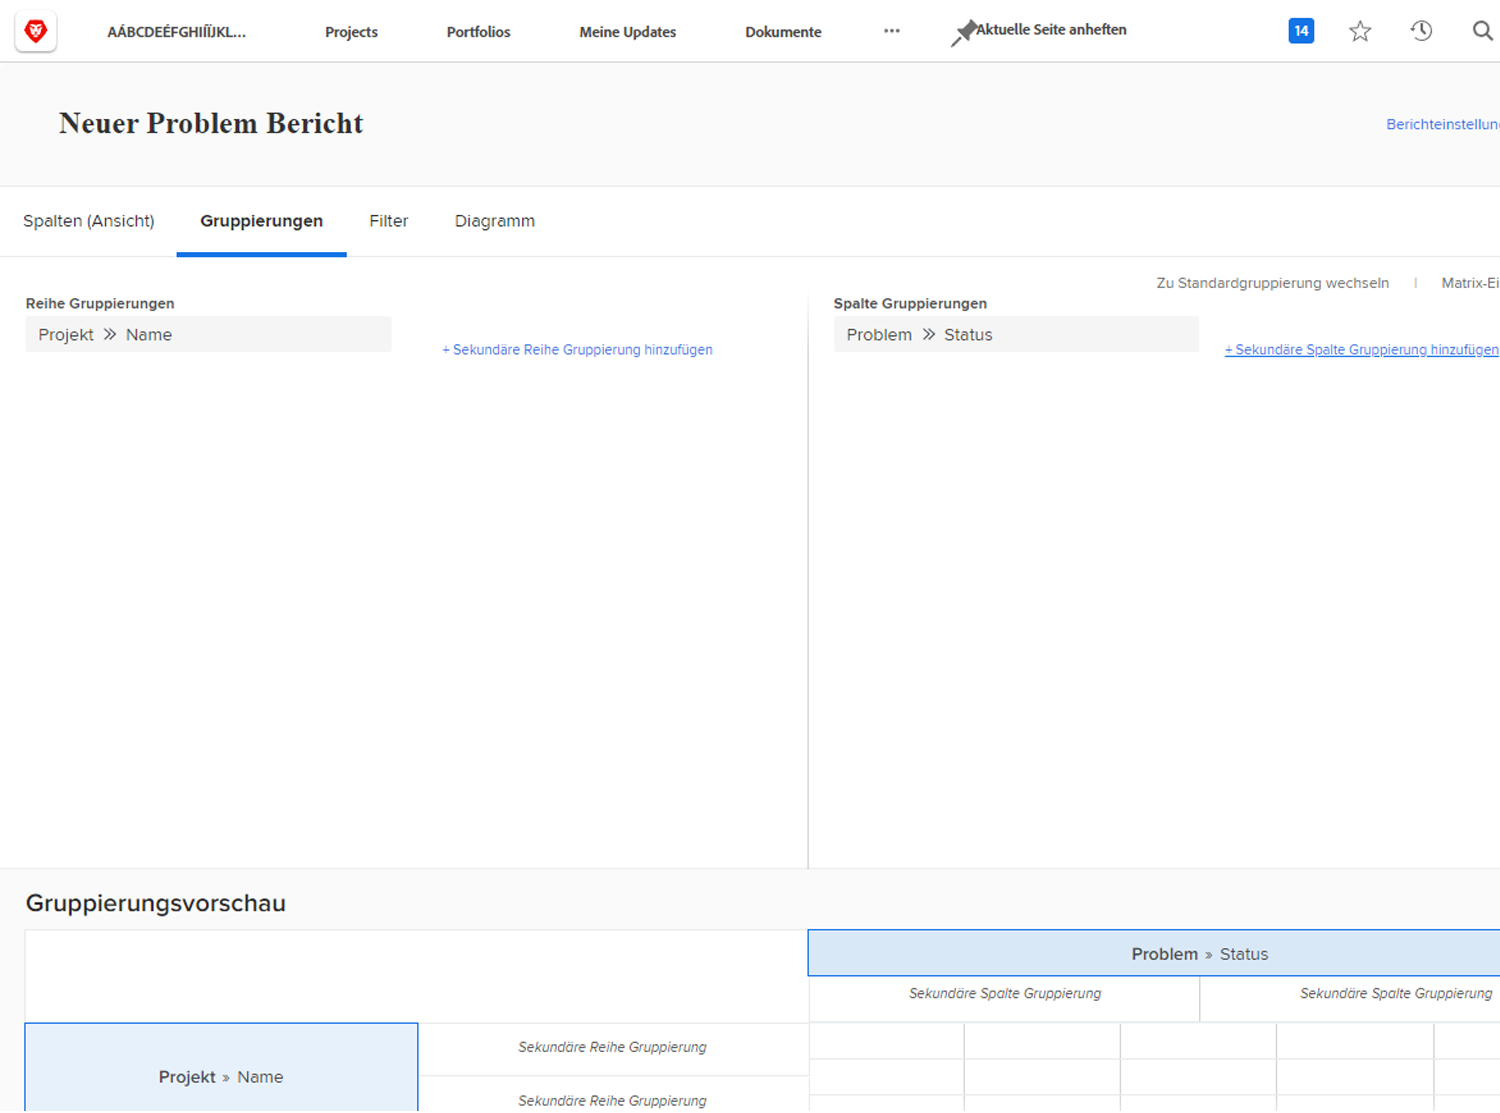 AÁBCDEÉFGHIÍÏJKL...
Projects
Portfolios
Meine Updates
Dokumente
Aktuelle Seite anheften
14
Neuer Problem Bericht
Berichteinstellun
Spalten (Ansicht)
Gruppierungen
Filter
Diagramm
Zu Standardgruppierung wechseln | Matrix-Ei
Reihe Gruppierungen
Projekt » Name
+ Sekundäre Reihe Gruppierung hinzufügen
Spalte Gruppierungen
Problem » Status
+ Sekundäre Spalte Gruppierung hinzufügen
Gruppierungsvorschau
Problem » Status
Sekundäre Spalte Gruppierung
Sekundäre Spalte Gruppierung
Projekt » Name
Sekundäre Reihe Gruppierung
Sekundäre Reihe Gruppierung